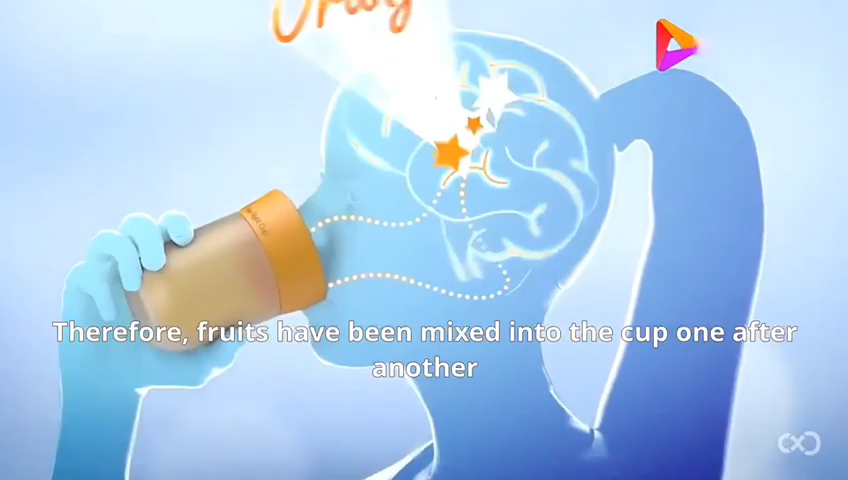 Therefore, fruits have been mixed into the cup one after
another